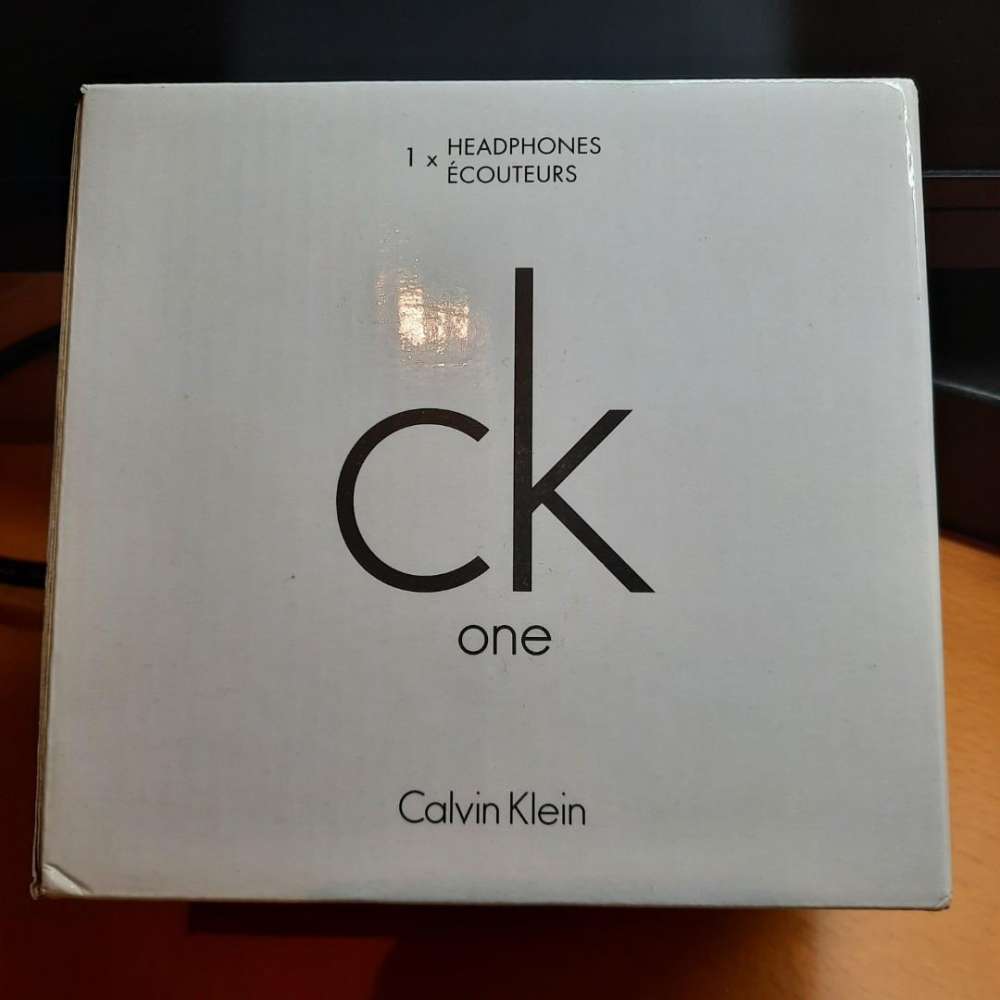 1 x HEADPHONES
ÉCOUTEURS
ck
one
Calvin Klein